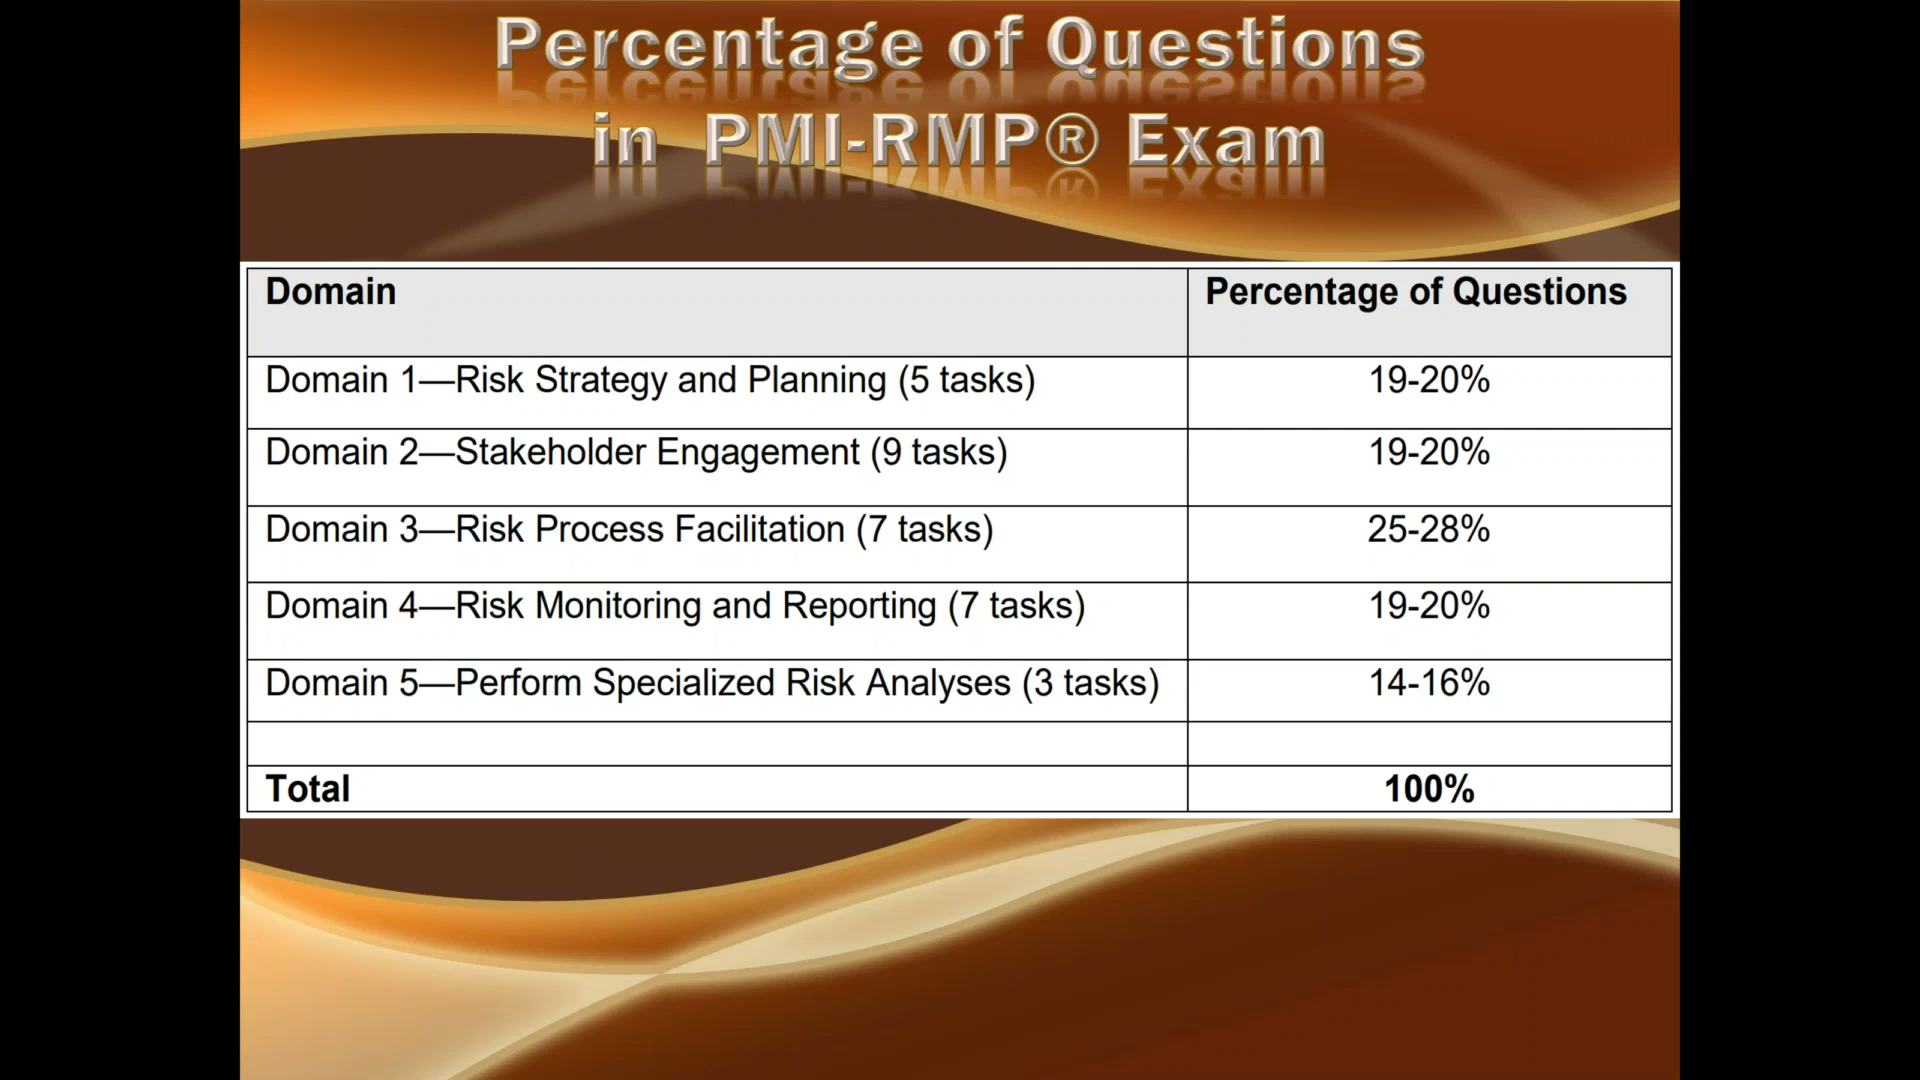 Percentage of Questions
in PMI-RMP® Exam
Domain Percentage of Questions
Domain 1—Risk Strategy and Planning (5 tasks) 19-20%
Domain 2—Stakeholder Engagement (9 tasks) 19-20%
Domain 3—Risk Process Facilitation (7 tasks) 25-28%
Domain 4—Risk Monitoring and Reporting (7 tasks) 19-20%
Domain 5—Perform Specialized Risk Analyses (3 tasks) 14-16%
Total 100%